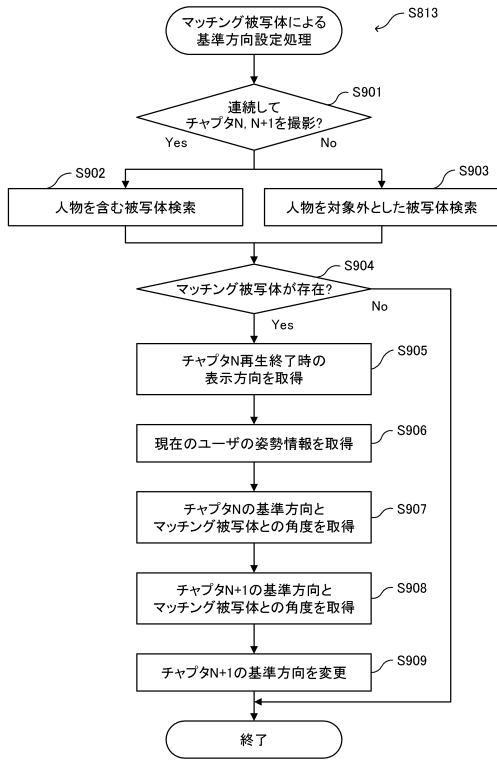 マッチング被写体による
基準方向設定処理
S813
S901
連続して
チャプタN, N+1を撮影?
Yes
No
S902
S903
人物を含む被写体検索
人物を対象外とした被写体検索
S904
マッチング被写体が存在?
No
Yes
S905
チャプタN再生終了時の
表示方向を取得
S906
現在のユーザの姿勢情報を取得
S907
チャプタNの基準方向と
マッチング被写体との角度を取得
S908
チャプタN+1の基準方向と
マッチング被写体との角度を取得
S909
チャプタN+1の基準方向を変更
終了